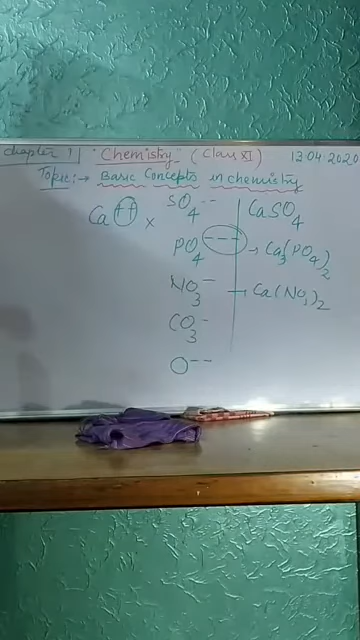 Chapter 1 "Chemistry" (Class XI) 13.04.2020
Topic:→ Basic Concepts in chemistry
Ca++ × SO4-- CaSO4
PO4--- → Ca3(PO4)2
NO3- → Ca(NO3)2
CO3-
O--